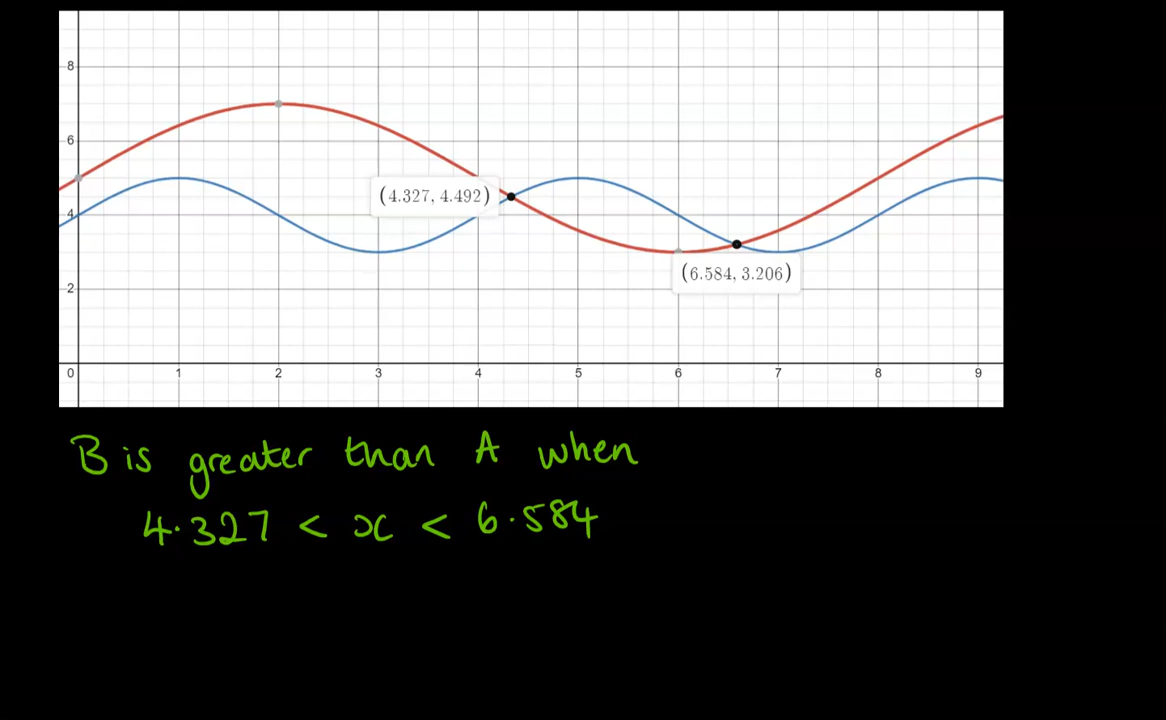 8
6
(4.327, 4.492)
4
(6.584, 3.206)
2
0 1 2 3 4 5 6 7 8 9
B is greater than A when
4.327 < x < 6.584